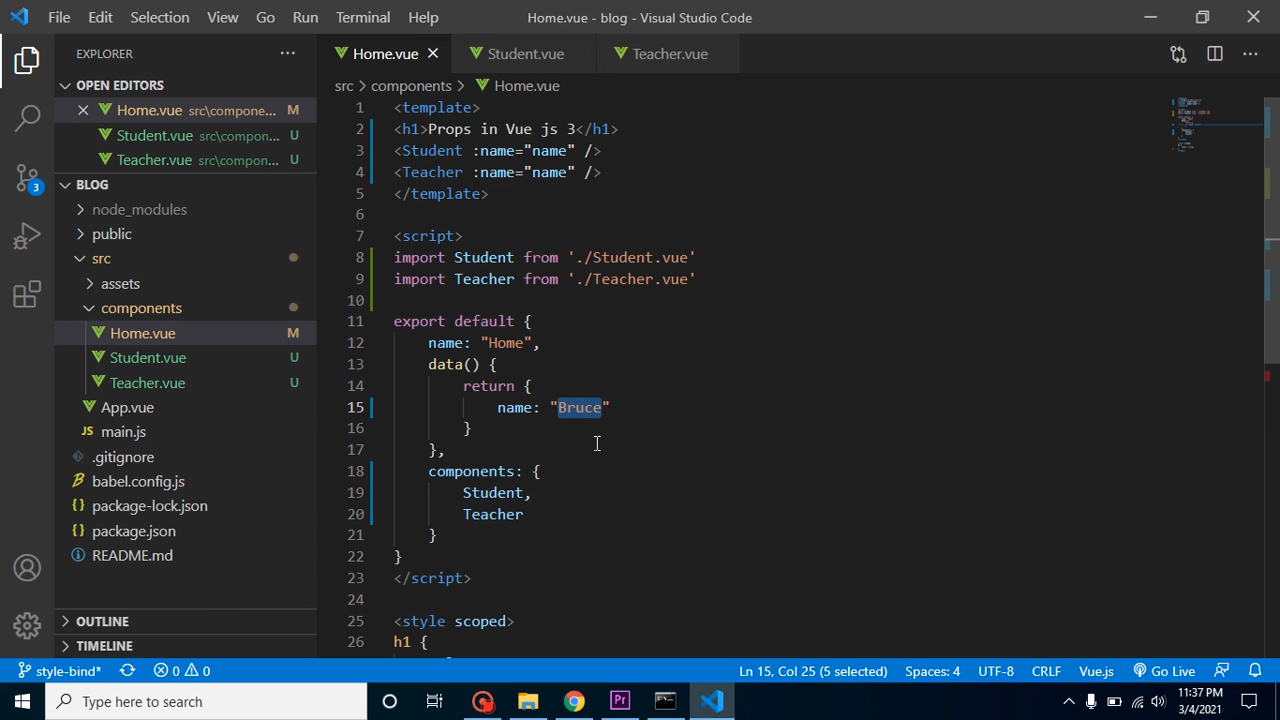 File Edit Selection View Go Run Terminal Help Home.vue - blog - Visual Studio Code
EXPLORER
OPEN EDITORS
Home.vue src\compone... M
Student.vue src\compon... U
Teacher.vue src\compon... U
BLOG
node_modules
public
src
assets
components
Home.vue M
Student.vue U
Teacher.vue U
App.vue
JS main.js
.gitignore
babel.config.js
{} package-lock.json
{} package.json
README.md
OUTLINE
TIMELINE
3
Home.vue Student.vue Teacher.vue
src > components > Home.vue
1 <template>
2 <h1>Props in Vue js 3</h1>
3 <Student :name="name" />
4 <Teacher :name="name" />
5 </template>
6
7 <script>
8 import Student from './Student.vue'
9 import Teacher from './Teacher.vue'
10
11 export default {
12 name: "Home",
13 data() {
14 return {
15 name: "Bruce"
16 }
17 },
18 components: {
19 Student,
20 Teacher
21 }
22 }
23 </script>
24
25 <style scoped>
26 h1 {
style-bind* 0 0 Ln 15, Col 25 (5 selected) Spaces: 4 UTF-8 CRLF Vue.js Go Live
Type here to search
Pr
11:37 PM
3/4/2021